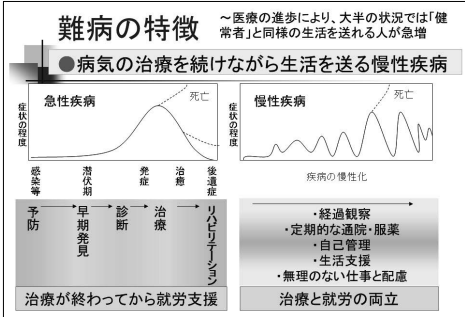 難病の特徴
～医療の進歩により、大半の状況では「健
常者」と同様の生活を送れる人が急増
●病気の治療を続けながら生活を送る慢性疾病
急性疾病
死亡
症状の程度
感染等
潜伏期
発症
治癒
後遺症
予防
早期発見
診断
治療
リハビリテーション
治療が終わってから就労支援
慢性疾病
死亡
症状の程度
疾病の慢性化
・経過観察
・定期的な通院・服薬
・自己管理
・生活支援
・無理のない仕事と配慮
治療と就労の両立